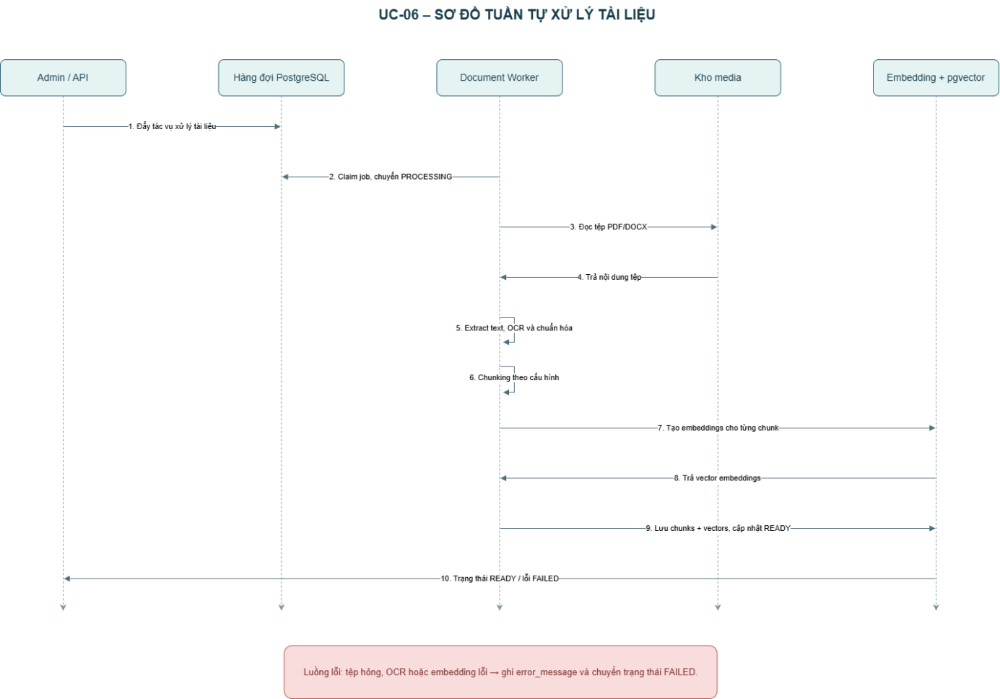 UC-06 – SƠ ĐỒ TUẦN TỰ XỬ LÝ TÀI LIỆU
Admin / API
Hàng đợi PostgreSQL
Document Worker
Kho media
Embedding + pgvector
1. Đẩy tác vụ xử lý tài liệu
2. Claim job, chuyển PROCESSING
3. Đọc tệp PDF/DOCX
4. Trả nội dung tệp
5. Extract text, OCR và chuẩn hóa
6. Chunking theo cấu hình
7. Tạo embeddings cho từng chunk
8. Trả vector embeddings
9. Lưu chunks + vectors, cập nhật READY
10. Trạng thái READY / lỗi FAILED
Luồng lỗi: tệp hỏng, OCR hoặc embedding lỗi → ghi error_message và chuyển trạng thái FAILED.